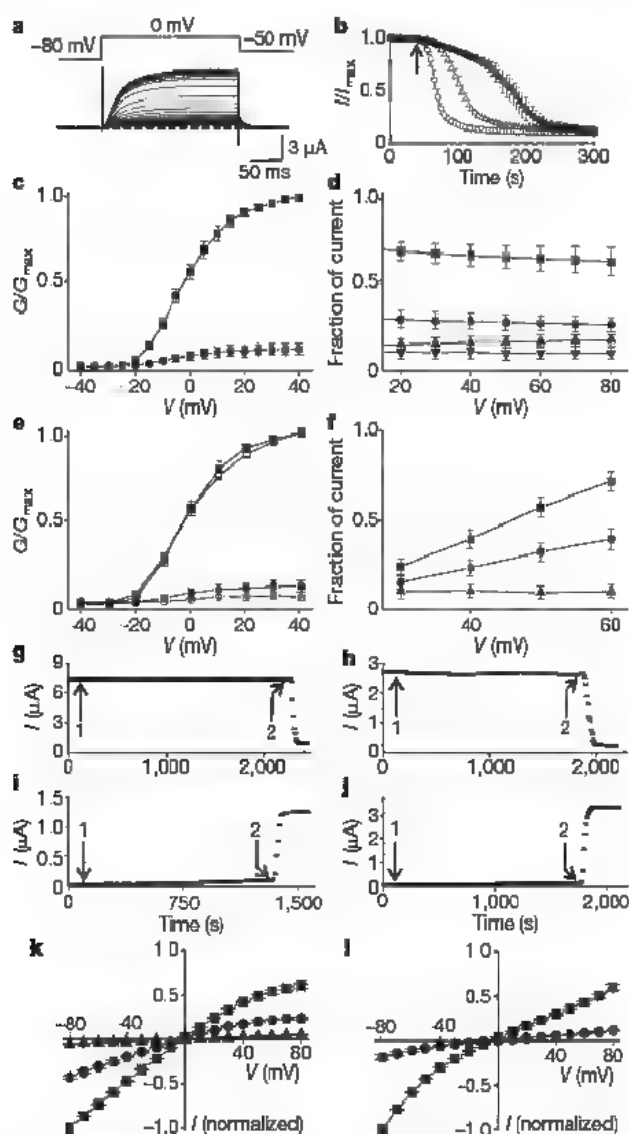 a
0 mV
−80 mV
−50 mV
3 μA
50 ms
b
I/Imax
1.0
0.5
0
0
100
200
300
Time (s)
c
G/Gmax
1.0
0.5
0
−40
−20
0
20
40
V (mV)
d
Fraction of current
1.0
0.5
0
20
40
60
80
V (mV)
e
G/Gmax
1.0
0.5
0
−40
−20
0
20
40
V (mV)
f
Fraction of current
1.0
0.5
0
20
40
60
V (mV)
g
I (μA)
9
6
3
0
1
2
0
1,000
2,000
h
I (μA)
3
2
1
0
1
2
0
1,000
2,000
i
I (μA)
1.5
1.0
0.5
0
1
2
0
750
1,500
Time (s)
I (μA)
3
2
1
0
1
2
0
1,000
2,000
Time (s)
k
1.0
0.5
−80
−40
0
40
80
V (mV)
−0.5
−1.0
I (normalized)
l
1.0
0.5
−80
−40
0
40
80
V (mV)
−0.5
−1.0
I (normalized)